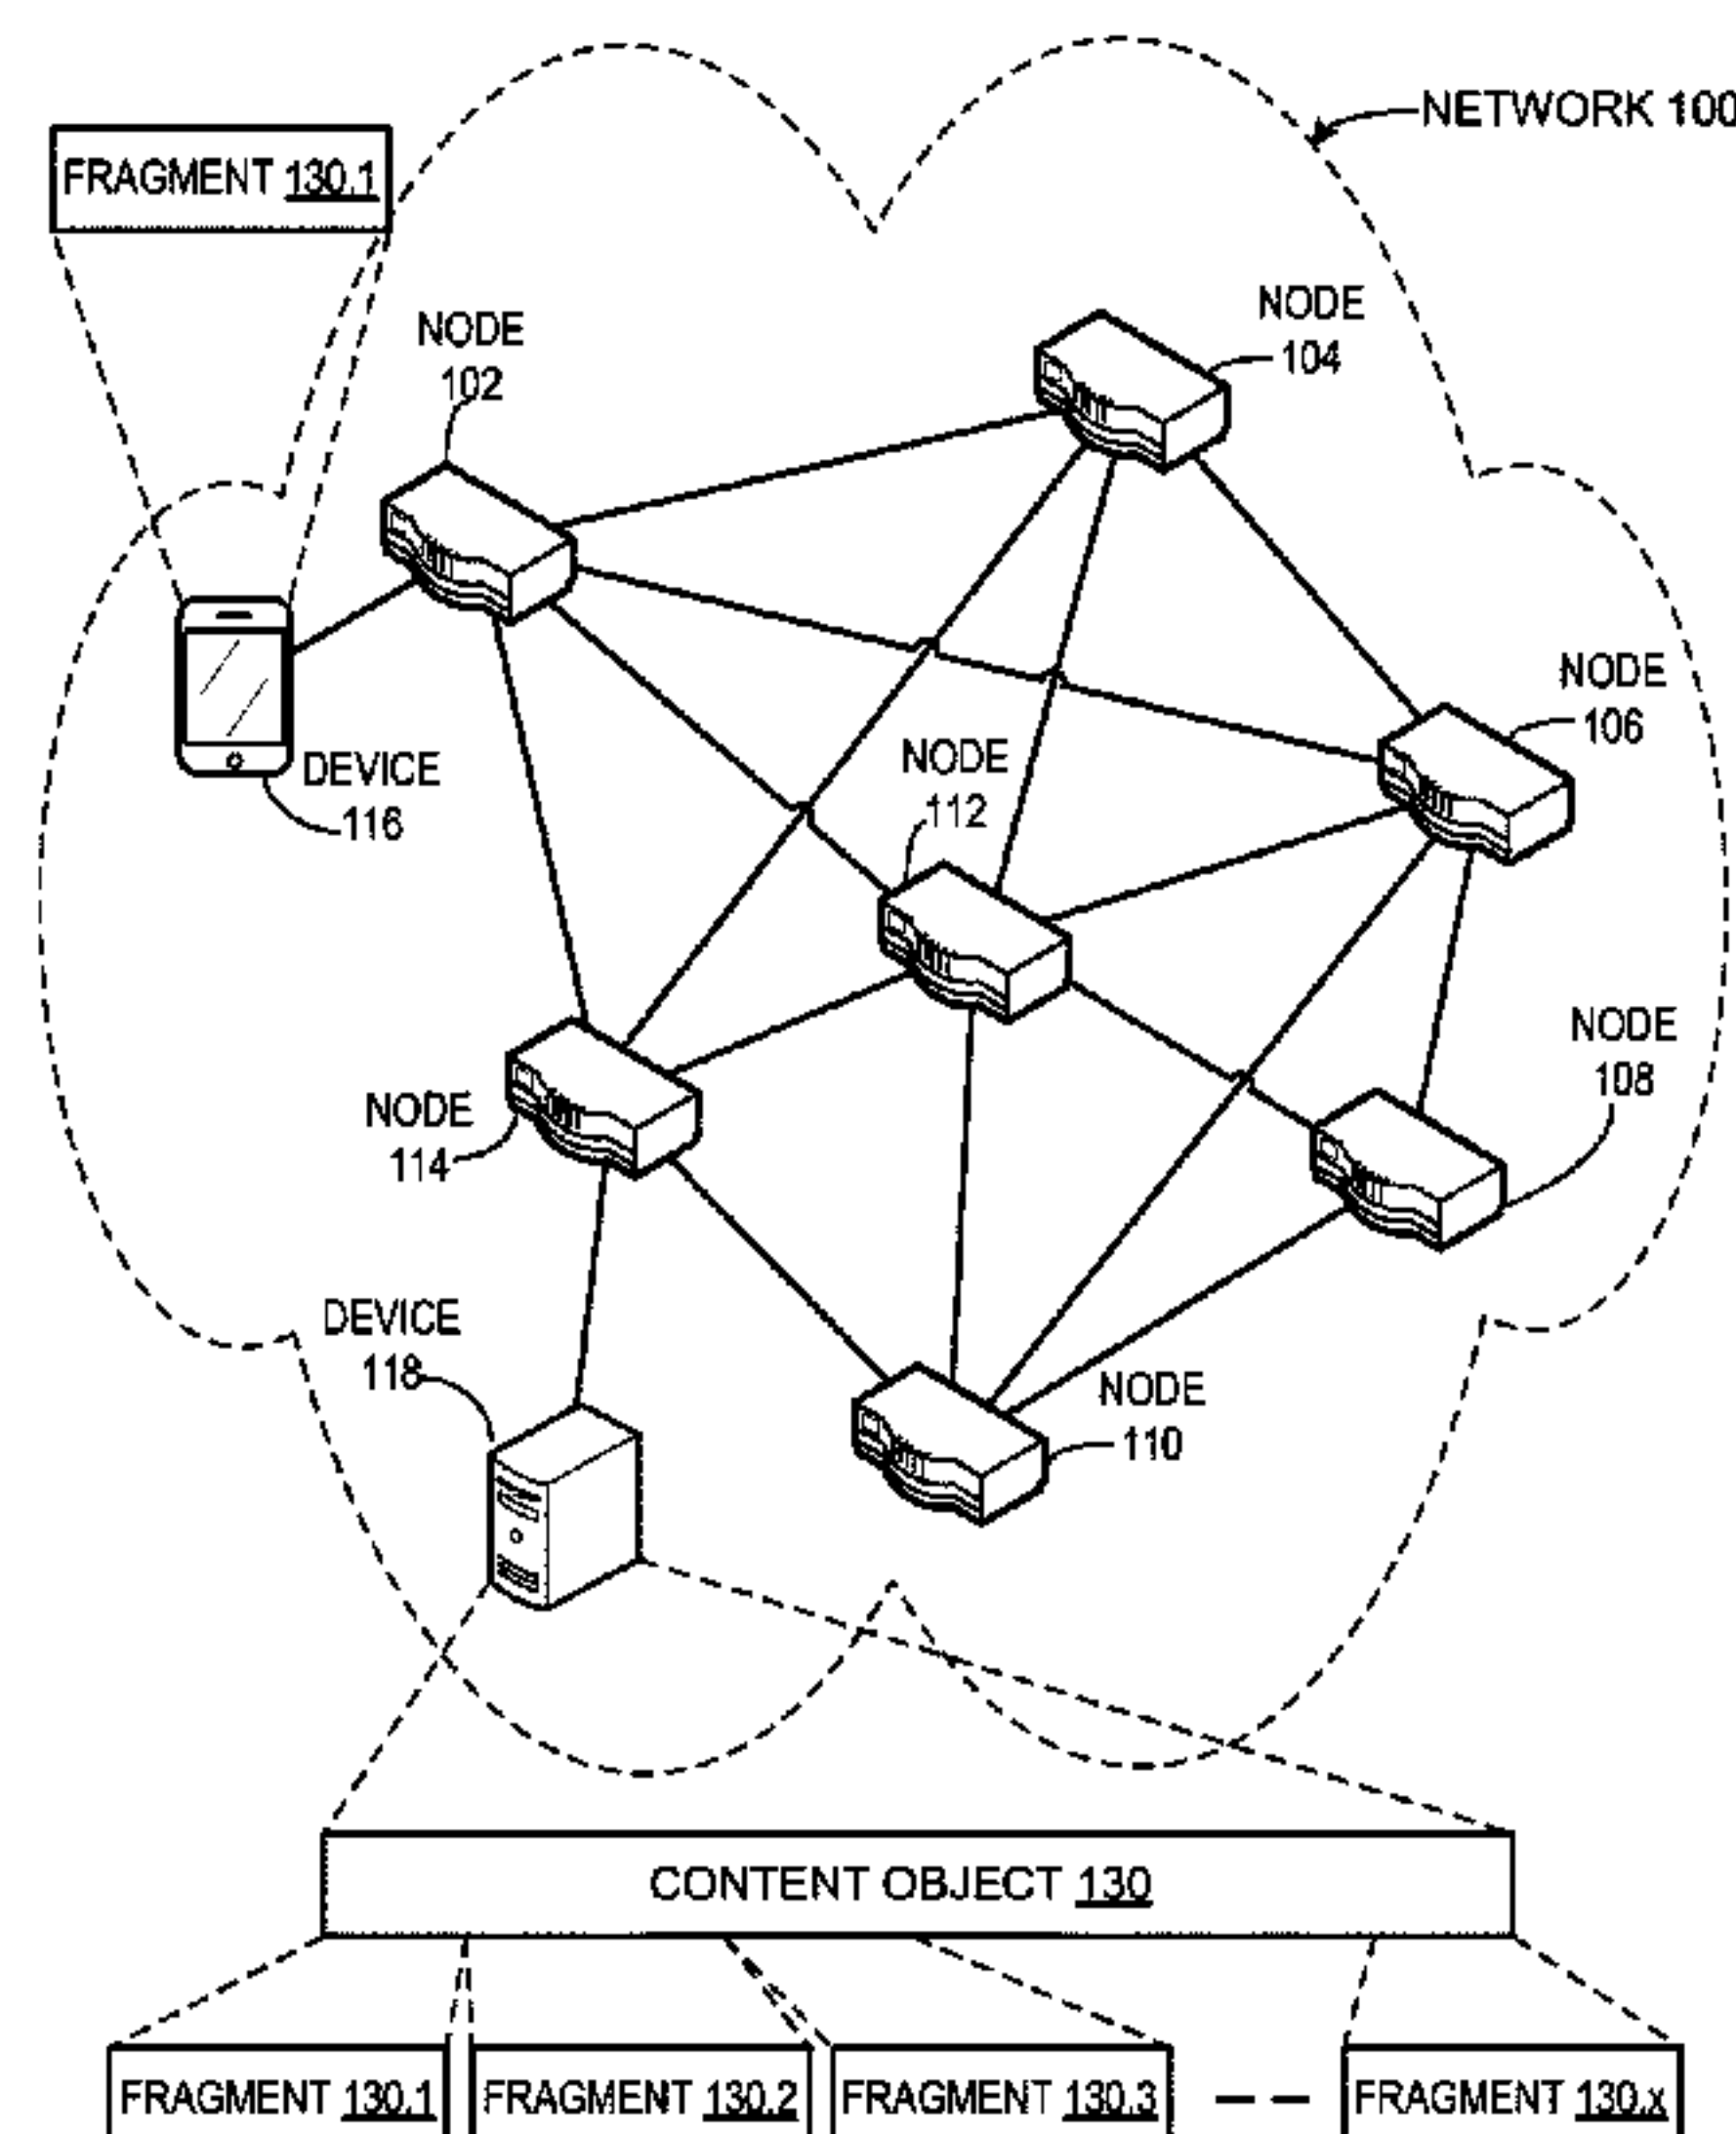 NETWORK 100
FRAGMENT 130.1
NODE
104
NODE
102
NODE
106
NODE
112
DEVICE
116
NODE
108
NODE
114
DEVICE
118
NODE
110
CONTENT OBJECT 130
FRAGMENT 130.1 FRAGMENT 130.2 FRAGMENT 130.3 FRAGMENT 130.x